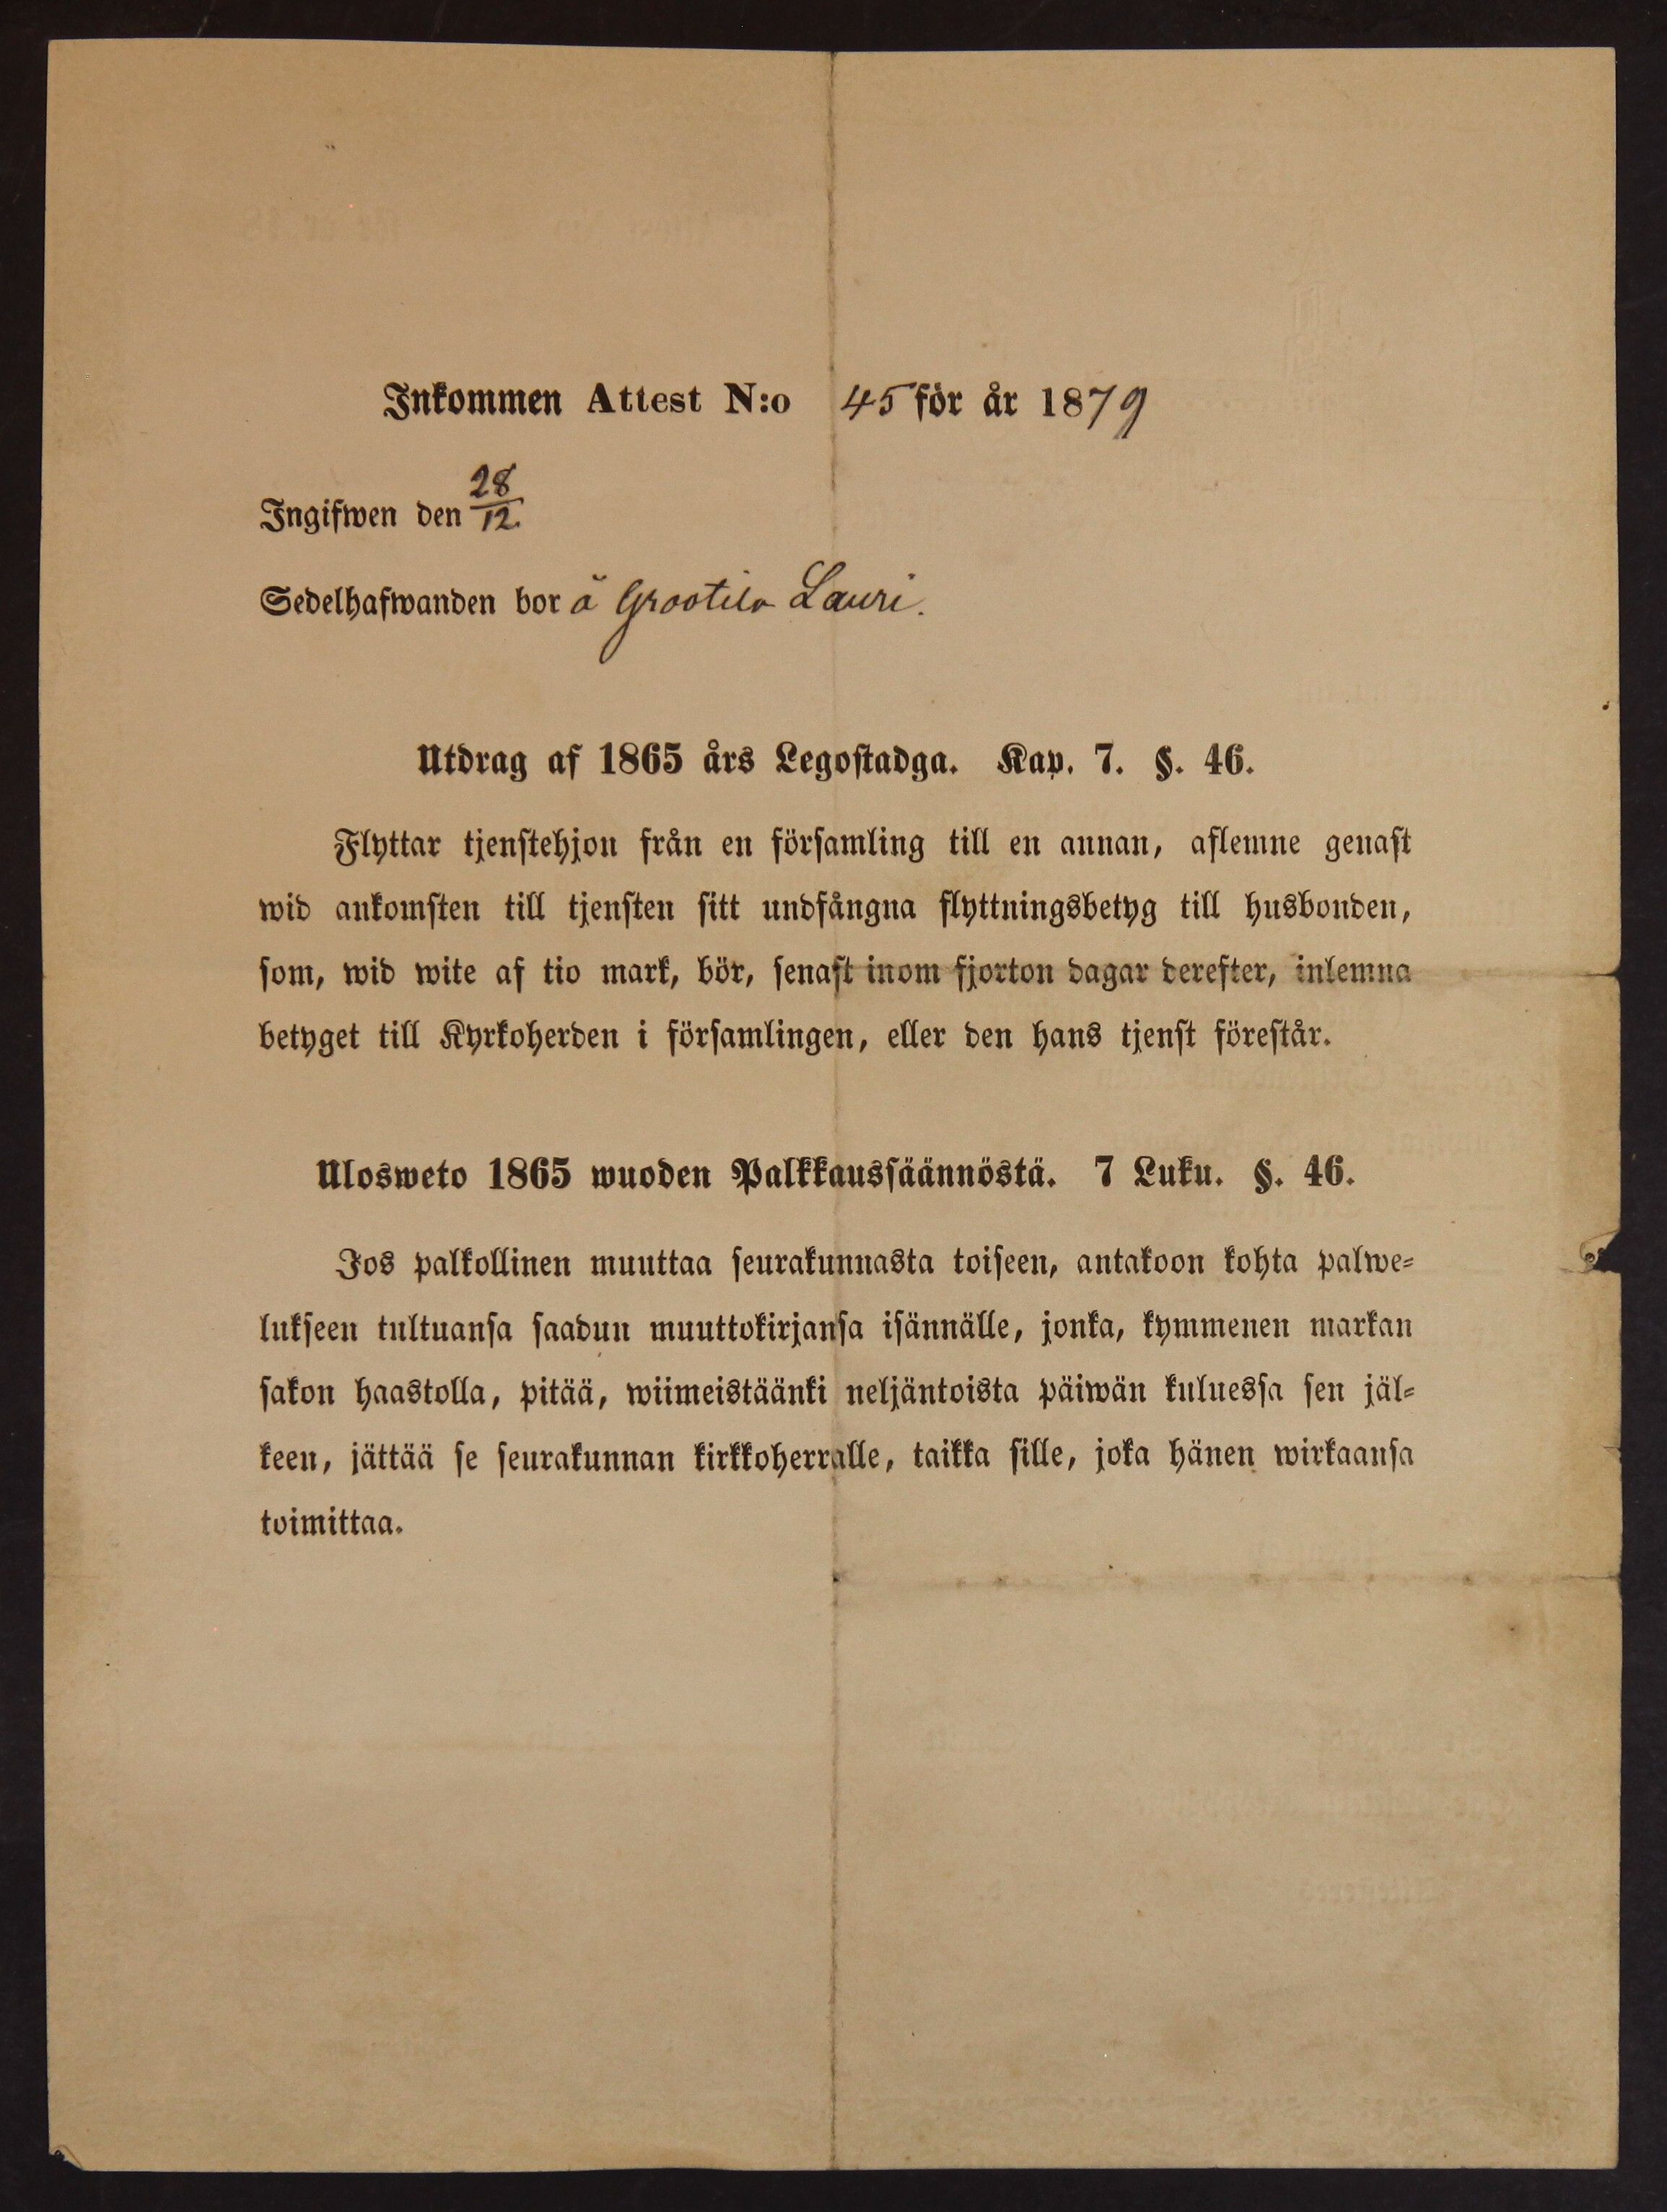 Inkommen Attest N:o 45 för år 1879
Ingifwen den 28/12.
Sedelhafwanden bor å Grootila Lauri.
Utdrag af 1865 års Legostadga. Kap. 7. §. 46.
Flyttar tjenstehjon från en församling till en annan, aflemne genast
wid ankomsten till tjensten sitt undfångna flyttningsbetyg till husbonden,
som, wid wite af tio mark, bör, senast inom fjorton dagar derefter, inlemna
betyget till Kyrkoherden i församlingen, eller den hans tjenst förestår.
Ulosweto 1865 wuoden Palkkaussäännöstä. 7 Luku. §. 46.
Jos palkollinen muuttaa seurakunnasta toiseen, antakoon kohta palwe-
lukseen tultuansa saadun muuttokirjansa isännälle, jonka, kymmenen markan
sakon haastolla, pitää, wiimeistäänki neljäntoista päiwän kuluessa sen jäl-
keen, jättää se seurakunnan kirkkoherralle, taikka sille, joka hänen wirkaansa
toimittaa.